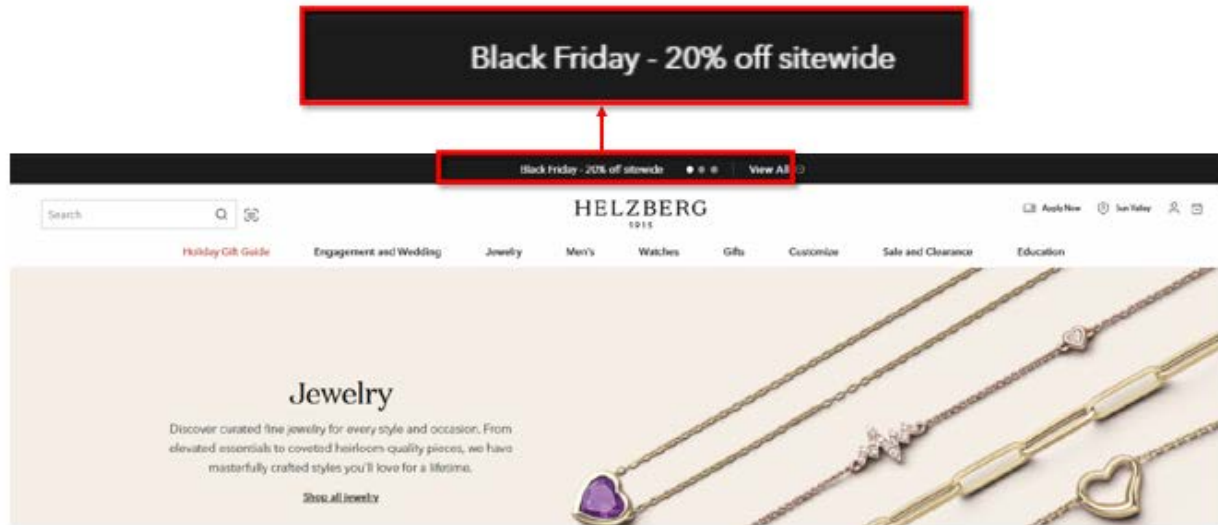 Black Friday - 20% off sitewide
Black Friday - 20% off sitewide View All
Search
HELZBERG
1915
Apply Now Sun Valley
Holiday Gift Guide Engagement and Wedding Jewelry Men's Watches Gifts Customize Sale and Clearance Education
Jewelry
Discover curated fine jewelry for every style and occasion. From
elevated essentials to coveted heirloom-quality pieces, we have
masterfully crafted styles you'll love for a lifetime.
Shop all jewelry